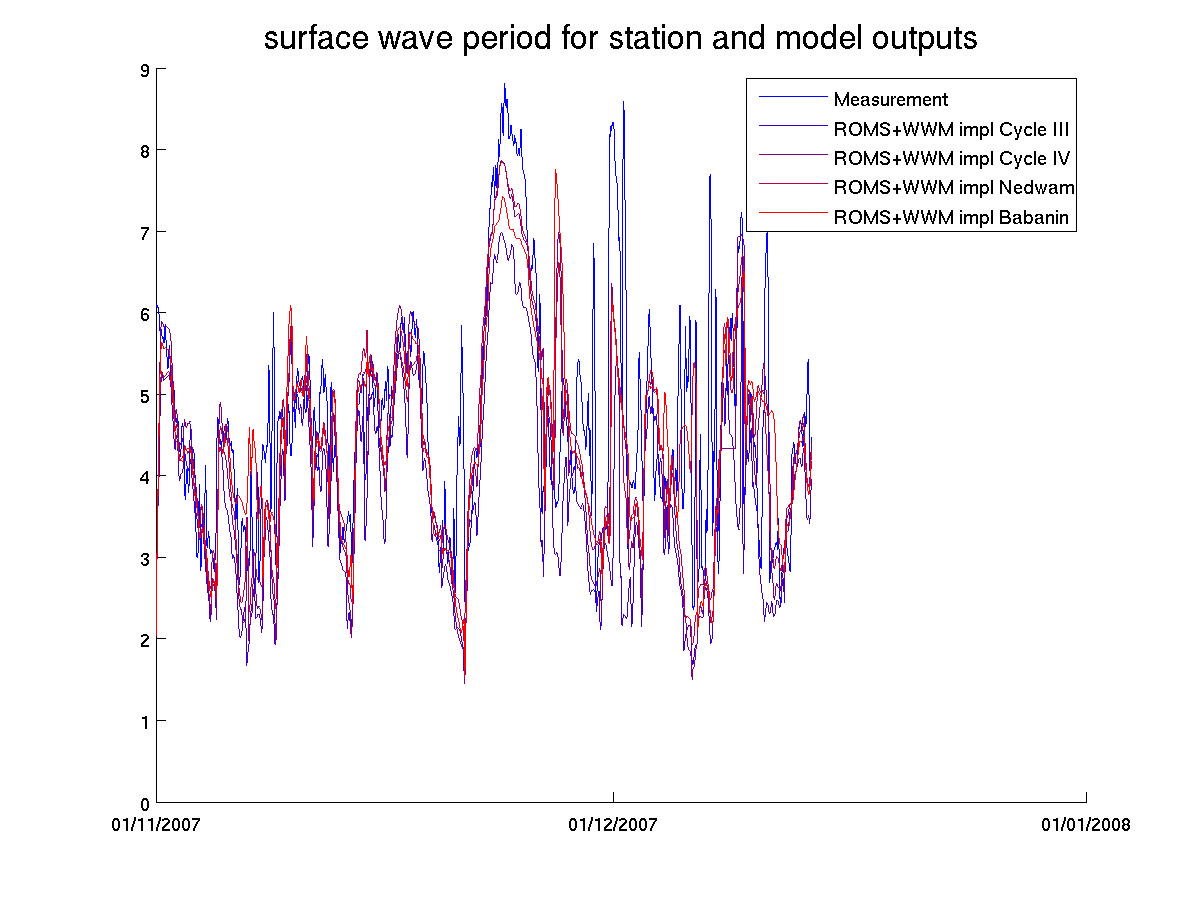 surface wave period for station and model outputs
9
8
7
6
5
4
3
2
1
0
Measurement
ROMS+WWM impl Cycle III
ROMS+WWM impl Cycle IV
ROMS+WWM impl Nedwam
ROMS+WWM impl Babanin
01/11/2007
01/12/2007
01/01/2008